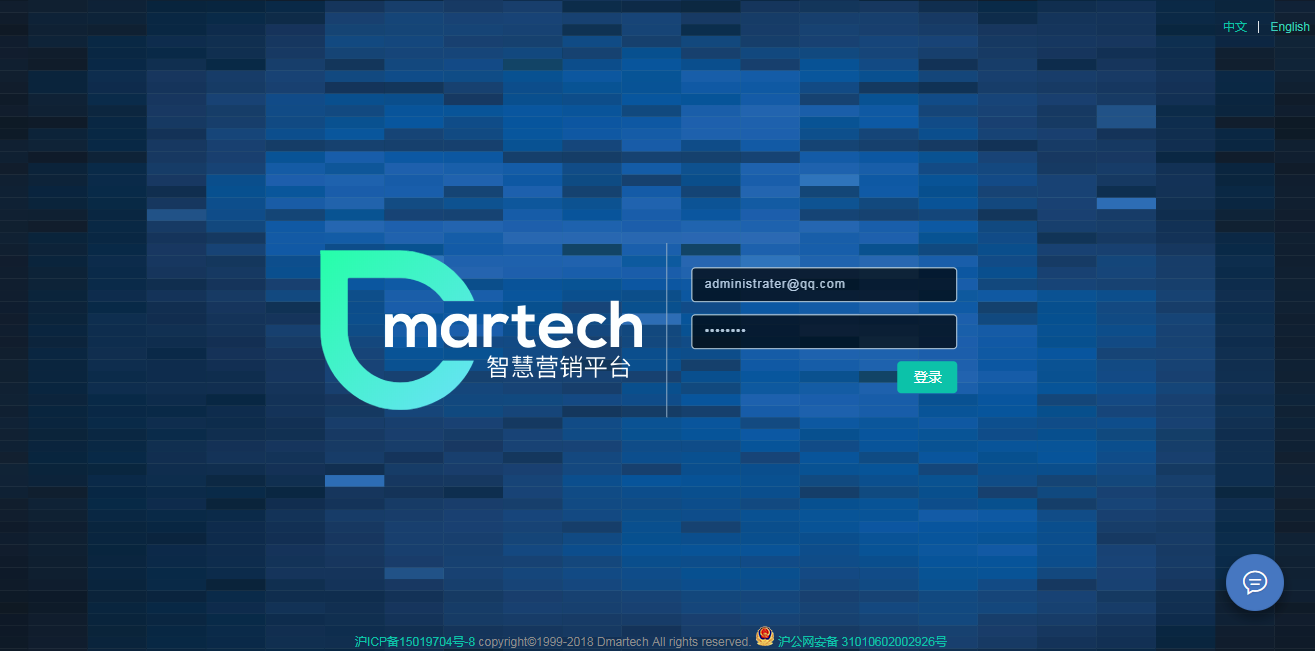 中文 | English
martech
智慧营销平台
administrater@qq.com
••••••••
登录
沪ICP备15019704号-8 copyright©1999-2018 Dmartech All rights reserved. 沪公网安备 31010602002926号